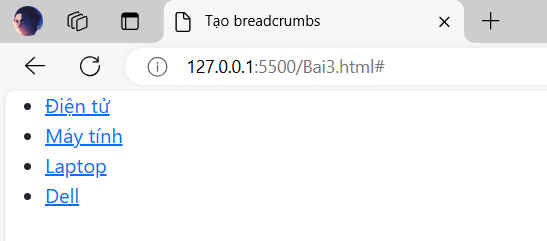 Tạo breadcrumbs
127.0.0.1:5500/Bai3.html#
Điện tử
Máy tính
Laptop
Dell